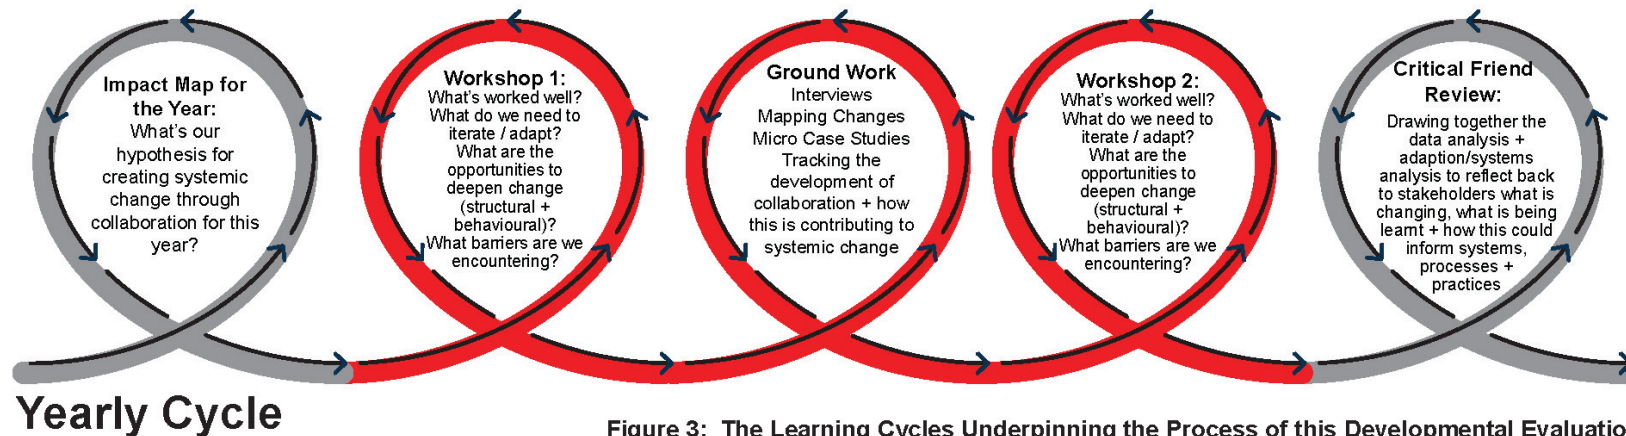 Impact Map for
the Year:
What's our
hypothesis for
creating systemic
change through
collaboration for this
year?
Workshop 1:
What's worked well?
What do we need to
iterate / adapt?
What are the
opportunities to
deepen change
(structural +
behavioural)?
What barriers are we
encountering?
Ground Work
Interviews
Mapping Changes
Micro Case Studies
Tracking the
development of
collaboration + how
this is contributing to
systemic change
Workshop 2:
What's worked well?
What do we need to
iterate / adapt?
What are the
opportunities to
deepen change
(structural +
behavioural)?
What barriers are we
encountering?
Critical Friend
Review:
Drawing together the
data analysis +
adaption/systems
analysis to reflect back
to stakeholders what is
changing, what is being
learnt + how this could
inform systems,
processes +
practices
Yearly Cycle
Figure 3: The Learning Cycles Underpinning the Process of this Developmental Evaluatio